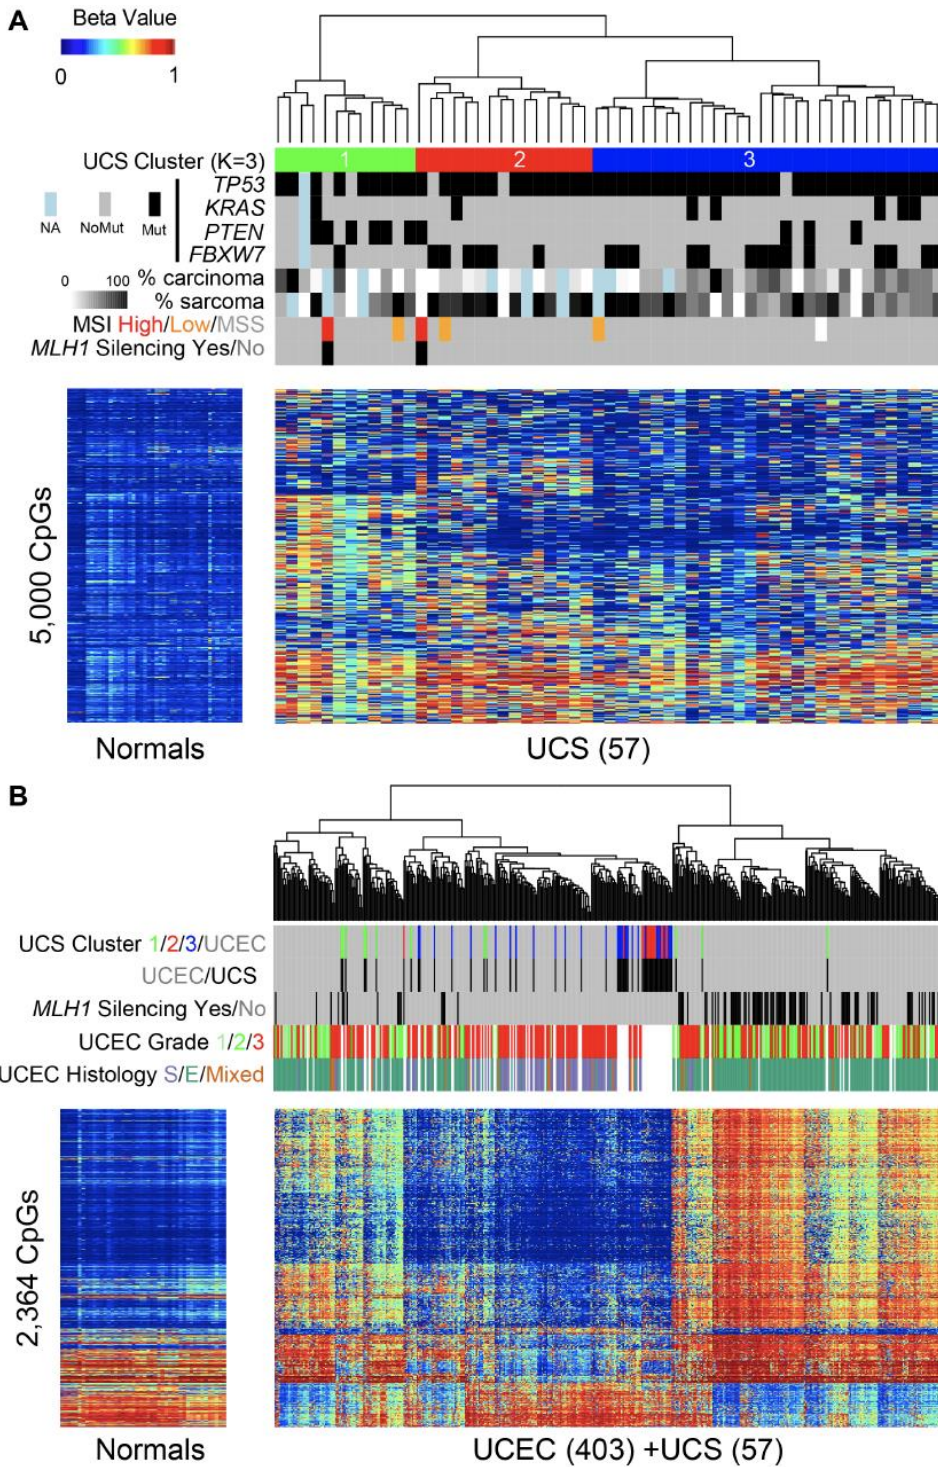 A
Beta Value
0 1
UCS Cluster (K=3) 1 2 3
TP53
KRAS
PTEN
FBXW7
NA NoMut Mut
0 100 % carcinoma
% sarcoma
MSI High/Low/MSS
MLH1 Silencing Yes/No
5,000 CpGs
Normals UCS (57)
B
UCS Cluster 1/2/3/UCEC
UCEC/UCS
MLH1 Silencing Yes/No
UCEC Grade 1/2/3
UCEC Histology S/E/Mixed
2,364 CpGs
Normals UCEC (403) +UCS (57)